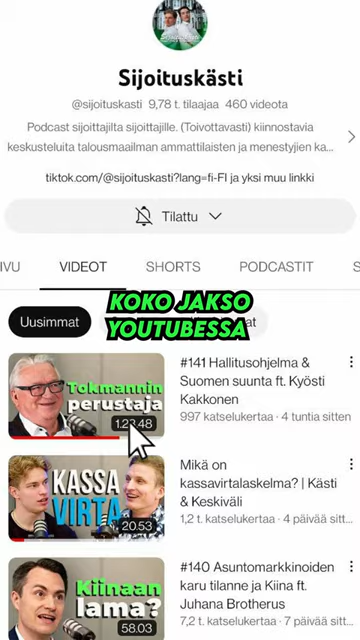 Sijoituskästi
@sijoituskasti 9,78 t. tilaajaa 460 videota
Podcast sijoittajilta sijoittajille. (Toivottavasti) kiinnostavia
keskusteluita talousmaailman ammattilaisten ja menestyjien ka...
tiktok.com/@sijoituskasti?lang=fi-FI ja yksi muu linkki
Tilattu
IVU VIDEOT SHORTS PODCASTIT S
KOKO JAKSO
YOUTUBESSA
Uusimmat
Tokmannin
perustaja
48
#141 Hallitusohjelma &
Suomen suunta ft. Kyösti
Kakkonen
997 katselukertaa · 4 tuntia sitten
KASSA
VIRTA
20.53
Mikä on
kassavirtalaskelma? | Kästi
& Keskiväli
1,2 t. katselukertaa · 4 päivää sitt...
Kiinaan
lama?
58.03
#140 Asuntomarkkinoiden
karu tilanne ja Kiina ft.
Juhana Brotherus
7,2 t. katselukertaa · 7 päivää sitt...